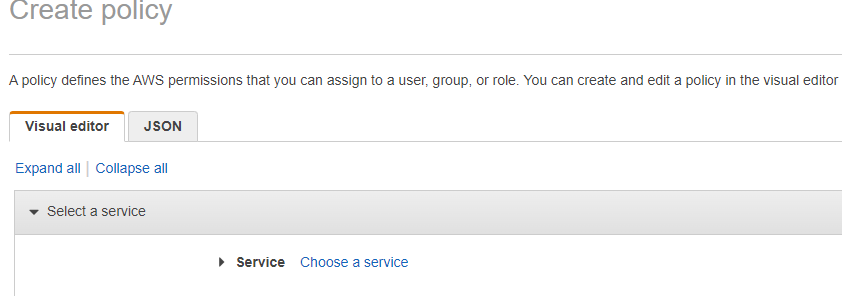 Create policy
A policy defines the AWS permissions that you can assign to a user, group, or role. You can create and edit a policy in the visual editor
Visual editor JSON
Expand all | Collapse all
Select a service
Service Choose a service